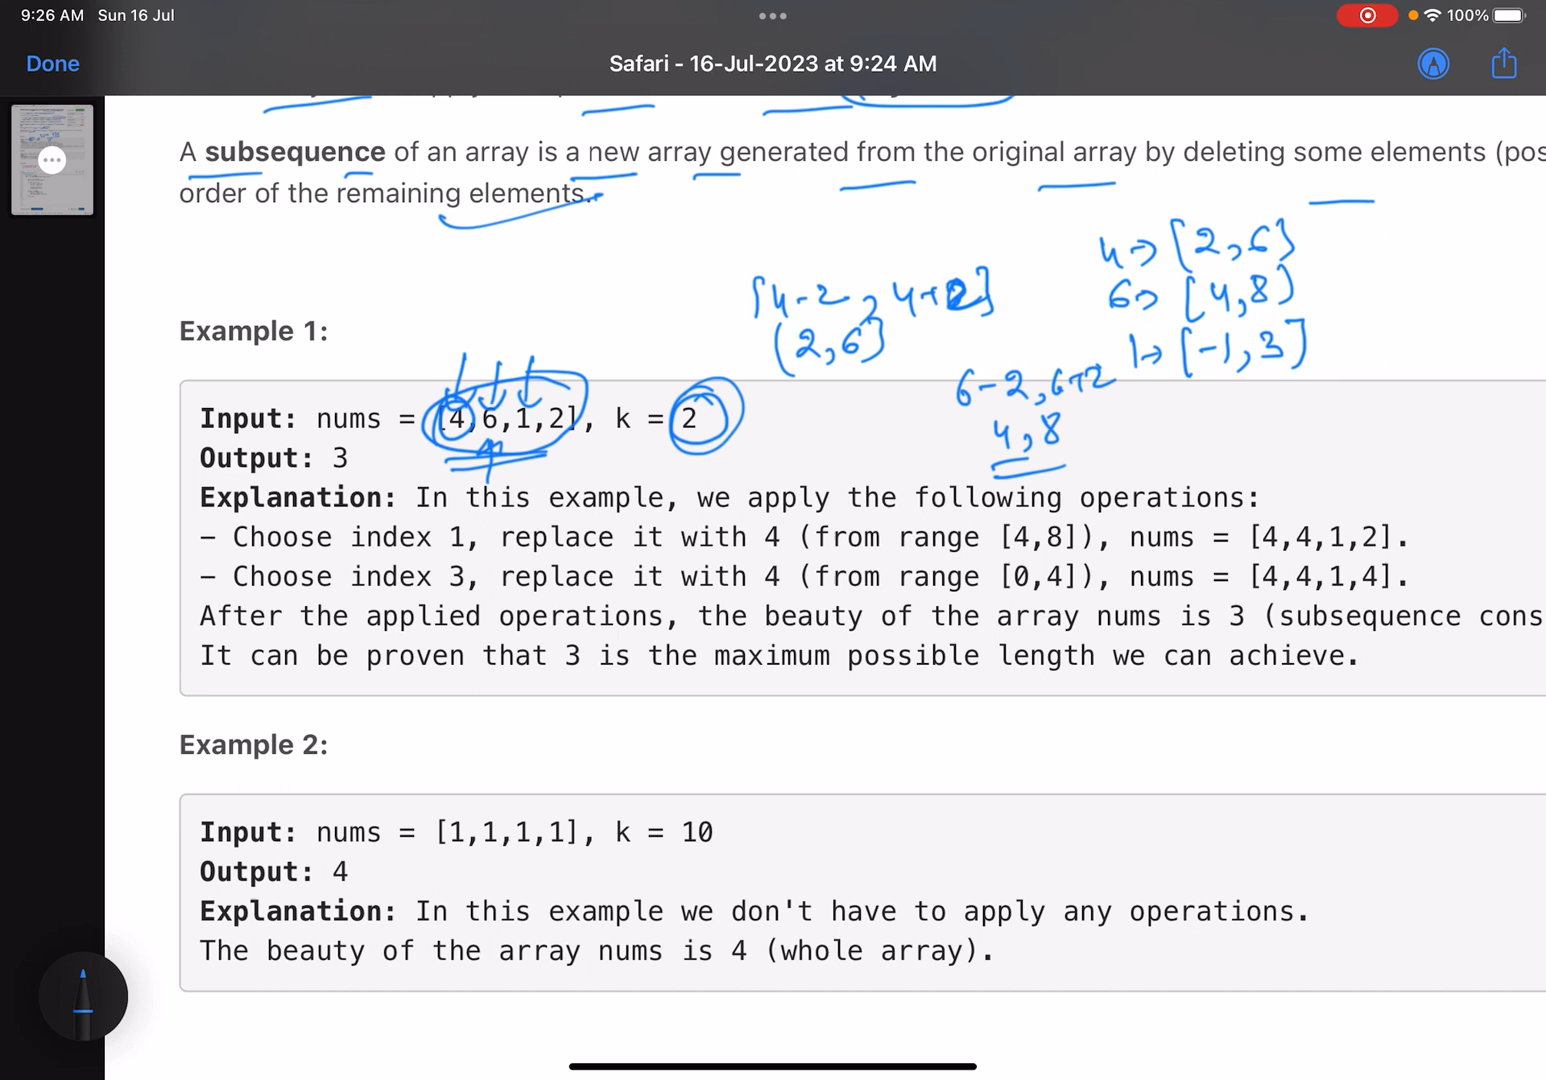 9:26 AM Sun 16 Jul
100%
Done
Safari - 16-Jul-2023 at 9:24 AM
A subsequence of an array is a new array generated from the original array by deleting some elements (pos
order of the remaining elements.
4→[2,6]
[4-2, 4+2]
6→[4,8]
(2,6]
1→[-1,3]
Example 1:
6-2,6+2
4,8
Input: nums = [4,6,1,2], k = 2
Output: 3
Explanation: In this example, we apply the following operations:
– Choose index 1, replace it with 4 (from range [4,8]), nums = [4,4,1,2].
– Choose index 3, replace it with 4 (from range [0,4]), nums = [4,4,1,4].
After the applied operations, the beauty of the array nums is 3 (subsequence cons
It can be proven that 3 is the maximum possible length we can achieve.
Example 2:
Input: nums = [1,1,1,1], k = 10
Output: 4
Explanation: In this example we don't have to apply any operations.
The beauty of the array nums is 4 (whole array).